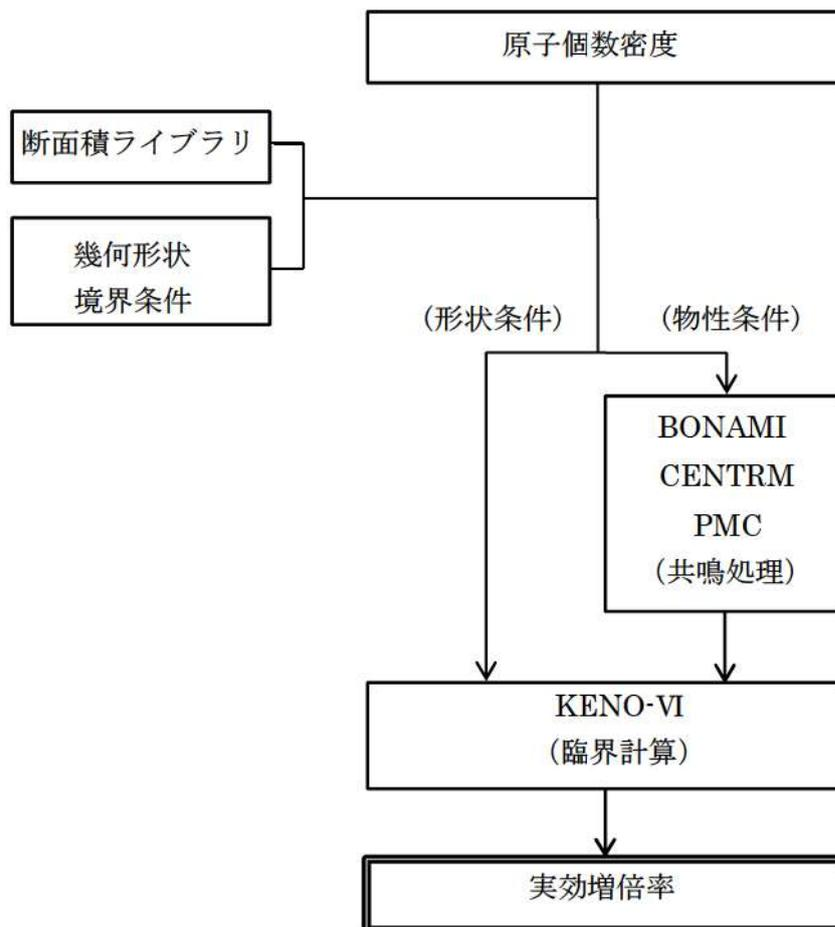 原子個数密度
断面積ライブラリ
幾何形状
境界条件
(形状条件)
(物性条件)
BONAMI
CENTRM
PMC
(共鳴処理)
KENO-Ⅵ
(臨界計算)
実効増倍率